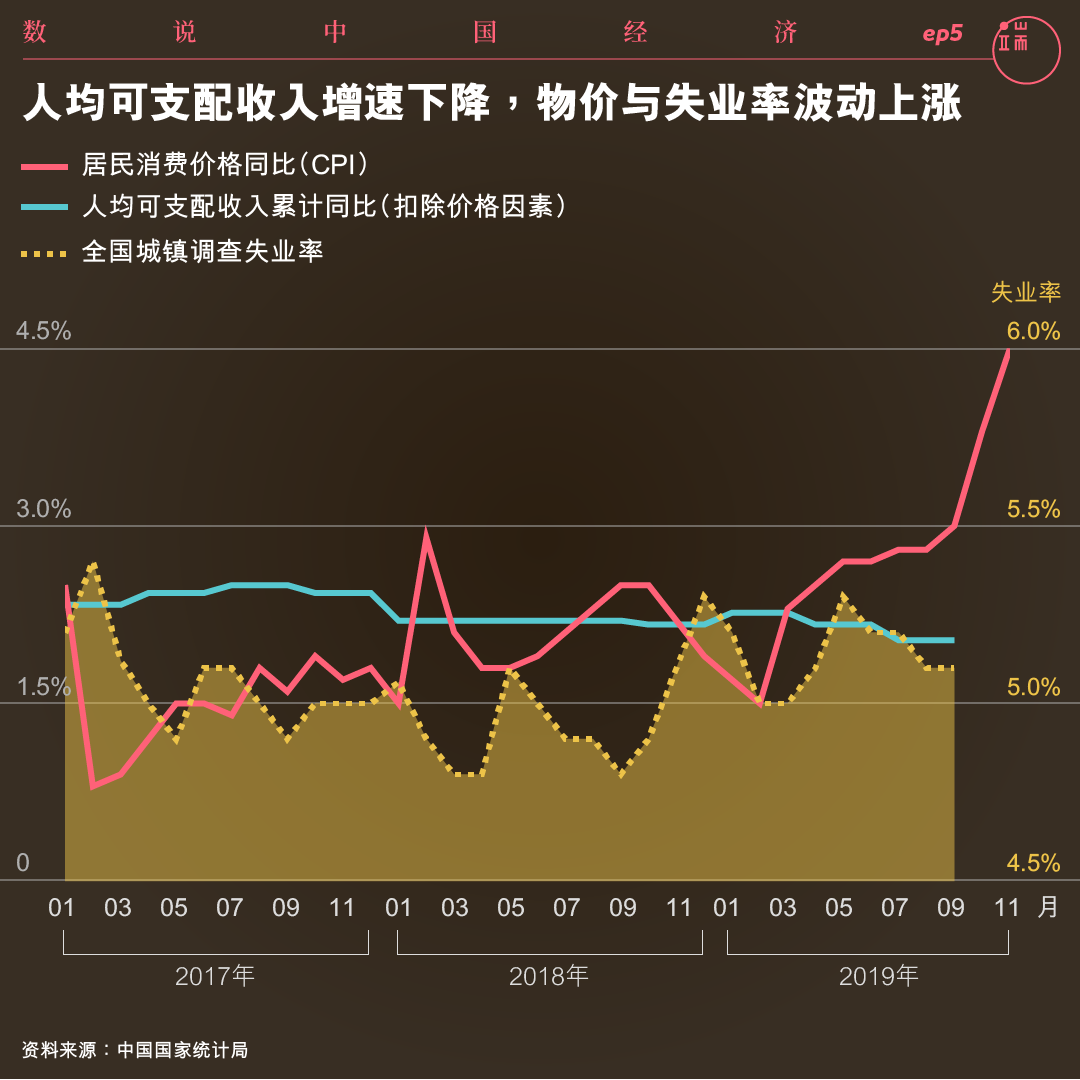 数说中国经济 ep5 端
人均可支配收入增速下降，物价与失业率波动上涨
居民消费价格同比（CPI）
人均可支配收入累计同比（扣除价格因素）
全国城镇调查失业率
失业率
4.5% 6.0%
3.0% 5.5%
1.5% 5.0%
0 4.5%
01 03 05 07 09 11 01 03 05 07 09 11 01 03 05 07 09 11 月
2017年 2018年 2019年
资料来源：中国国家统计局